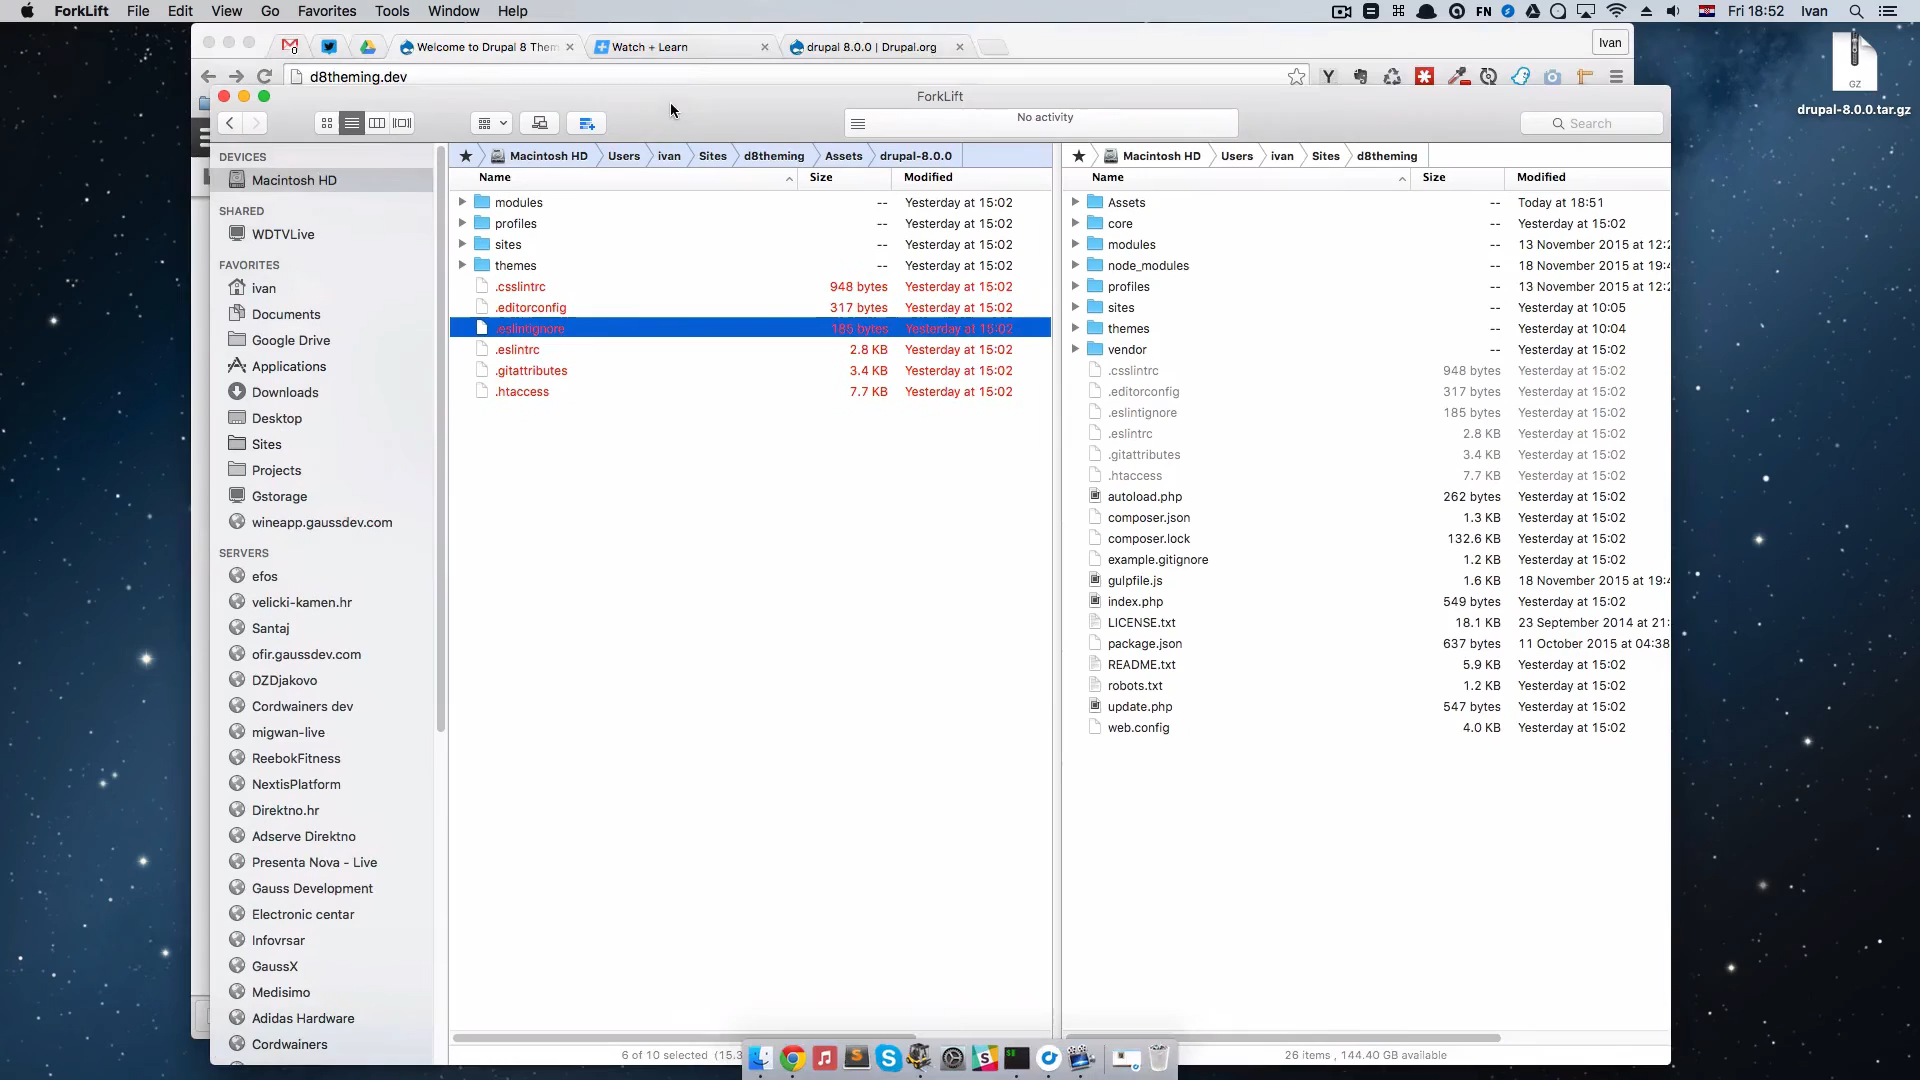 ForkLift File Edit View Go Favorites Tools Window Help FN Fri 18:52 Ivan
0 Welcome to Drupal 8 Them Watch + Learn drupal 8.0.0 | Drupal.org Ivan
d8theming.dev Y
ForkLift
GZ
drupal-8.0.0.tar.gz
No activity
Search
DEVICES
Macintosh HD
SHARED
WDTVLive
FAVORITES
ivan
Documents
Google Drive
Applications
Downloads
Desktop
Sites
Projects
Gstorage
wineapp.gaussdev.com
SERVERS
efos
velicki-kamen.hr
Santaj
ofir.gaussdev.com
DZDjakovo
Cordwainers dev
migwan-live
ReebokFitness
NextisPlatform
Direktno.hr
Adserve Direktno
Presenta Nova - Live
Gauss Development
Electronic centar
Infovrsar
GaussX
Medisimo
Adidas Hardware
Cordwainers
Macintosh HD Users ivan Sites d8theming Assets drupal-8.0.0
Name Size Modified
modules -- Yesterday at 15:02
profiles -- Yesterday at 15:02
sites -- Yesterday at 15:02
themes -- Yesterday at 15:02
.csslintrc 948 bytes Yesterday at 15:02
.editorconfig 317 bytes Yesterday at 15:02
.eslintignore 185 bytes Yesterday at 15:02
.eslintrc 2.8 KB Yesterday at 15:02
.gitattributes 3.4 KB Yesterday at 15:02
.htaccess 7.7 KB Yesterday at 15:02
6 of 10 selected (15.3
Macintosh HD Users ivan Sites d8theming
Name Size Modified
Assets -- Today at 18:51
core -- Yesterday at 15:02
modules -- 13 November 2015 at 12:2
node_modules -- 18 November 2015 at 19:4
profiles -- 13 November 2015 at 12:2
sites -- Yesterday at 10:05
themes -- Yesterday at 10:04
vendor -- Yesterday at 15:02
.csslintrc 948 bytes Yesterday at 15:02
.editorconfig 317 bytes Yesterday at 15:02
.eslintignore 185 bytes Yesterday at 15:02
.eslintrc 2.8 KB Yesterday at 15:02
.gitattributes 3.4 KB Yesterday at 15:02
.htaccess 7.7 KB Yesterday at 15:02
autoload.php 262 bytes Yesterday at 15:02
composer.json 1.3 KB Yesterday at 15:02
composer.lock 132.6 KB Yesterday at 15:02
example.gitignore 1.2 KB Yesterday at 15:02
gulpfile.js 1.6 KB 18 November 2015 at 19:4
index.php 549 bytes Yesterday at 15:02
LICENSE.txt 18.1 KB 23 September 2014 at 21:
package.json 637 bytes 11 October 2015 at 04:38
README.txt 5.9 KB Yesterday at 15:02
robots.txt 1.2 KB Yesterday at 15:02
update.php 547 bytes Yesterday at 15:02
web.config 4.0 KB Yesterday at 15:02
26 items , 144.40 GB available